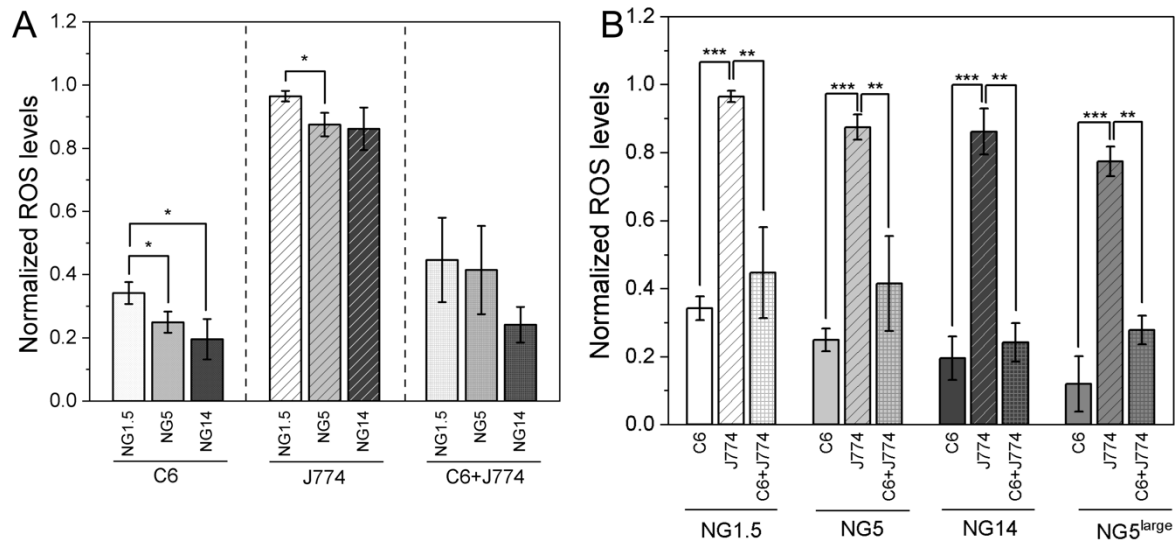 A
Normalized ROS levels
1.2
1.0
0.8
0.6
0.4
0.2
0.0
*
*
*
NG1.5
NG5
NG14
NG1.5
NG5
NG14
NG1.5
NG5
NG14
C6
J774
C6+J774
B
Normalized ROS levels
1.2
1.0
0.8
0.6
0.4
0.2
0.0
*** **
*** **
*** **
*** **
C6
J774
C6+J774
C6
J774
C6+J774
C6
J774
C6+J774
C6
J774
C6+J774
NG1.5
NG5
NG14
NG5large